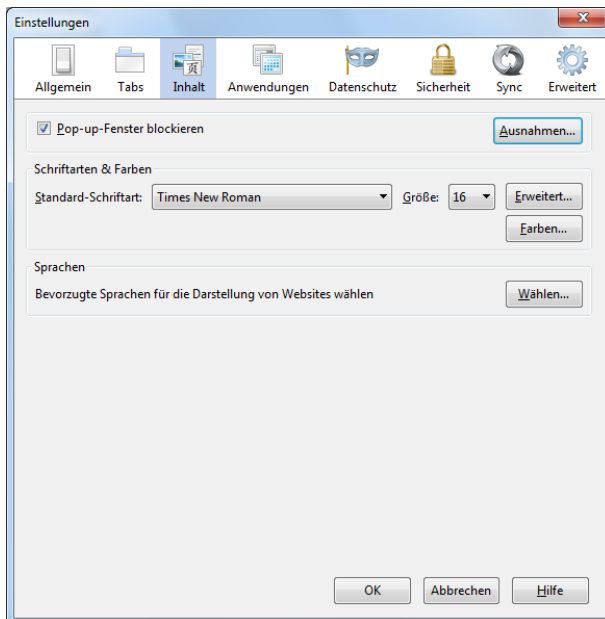 Einstellungen
Allgemein Tabs Inhalt Anwendungen Datenschutz Sicherheit Sync Erweitert
Pop-up-Fenster blockieren Ausnahmen...
Schriftarten & Farben
Standard-Schriftart: Times New Roman Größe: 16 Erweitert...
Farben...
Sprachen
Bevorzugte Sprachen für die Darstellung von Websites wählen Wählen...
OK Abbrechen Hilfe